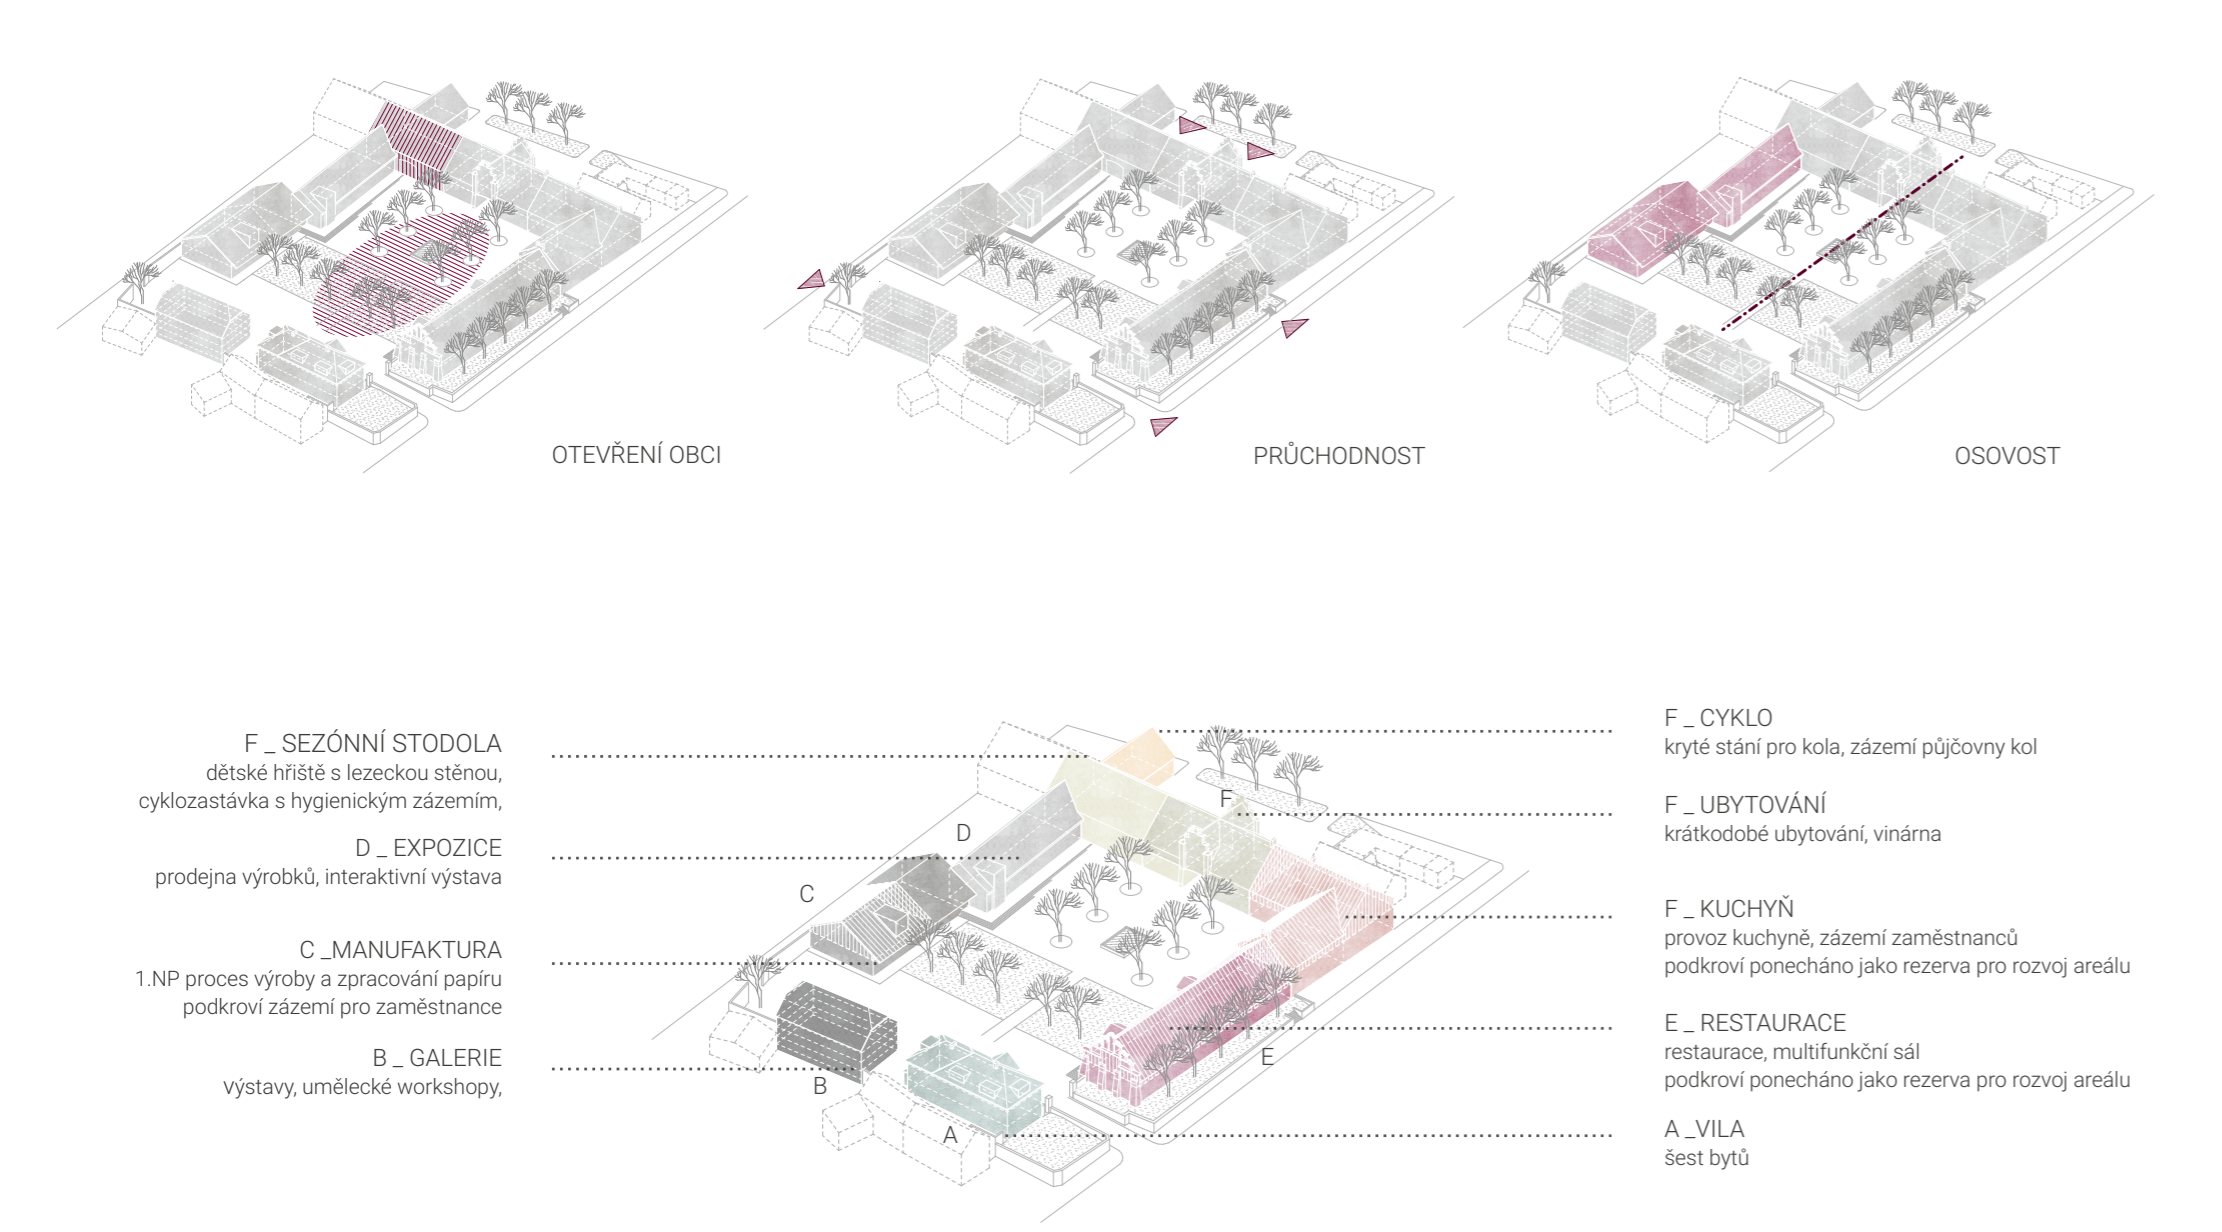 OTEVŘENÍ OBCI
PRŮCHODNOST
OSOVOST
F _ SEZÓNNÍ STODOLA
dětské hřiště s lezeckou stěnou,
cyklozastávka s hygienickým zázemím,
D _ EXPOZICE
prodejna výrobků, interaktivní výstava
C _MANUFAKTURA
1.NP proces výroby a zpracování papíru
podkroví zázemí pro zaměstnance
B _ GALERIE
výstavy, umělecké workshopy,
F
D
C
E
B
A
F _ CYKLO
kryté stání pro kola, zázemí půjčovny kol
F _ UBYTOVÁNÍ
krátkodobé ubytování, vinárna
F _ KUCHYŇ
provoz kuchyně, zázemí zaměstnanců
podkroví ponecháno jako rezerva pro rozvoj areálu
E _ RESTAURACE
restaurace, multifunkční sál
podkroví ponecháno jako rezerva pro rozvoj areálu
A _VILA
šest bytů